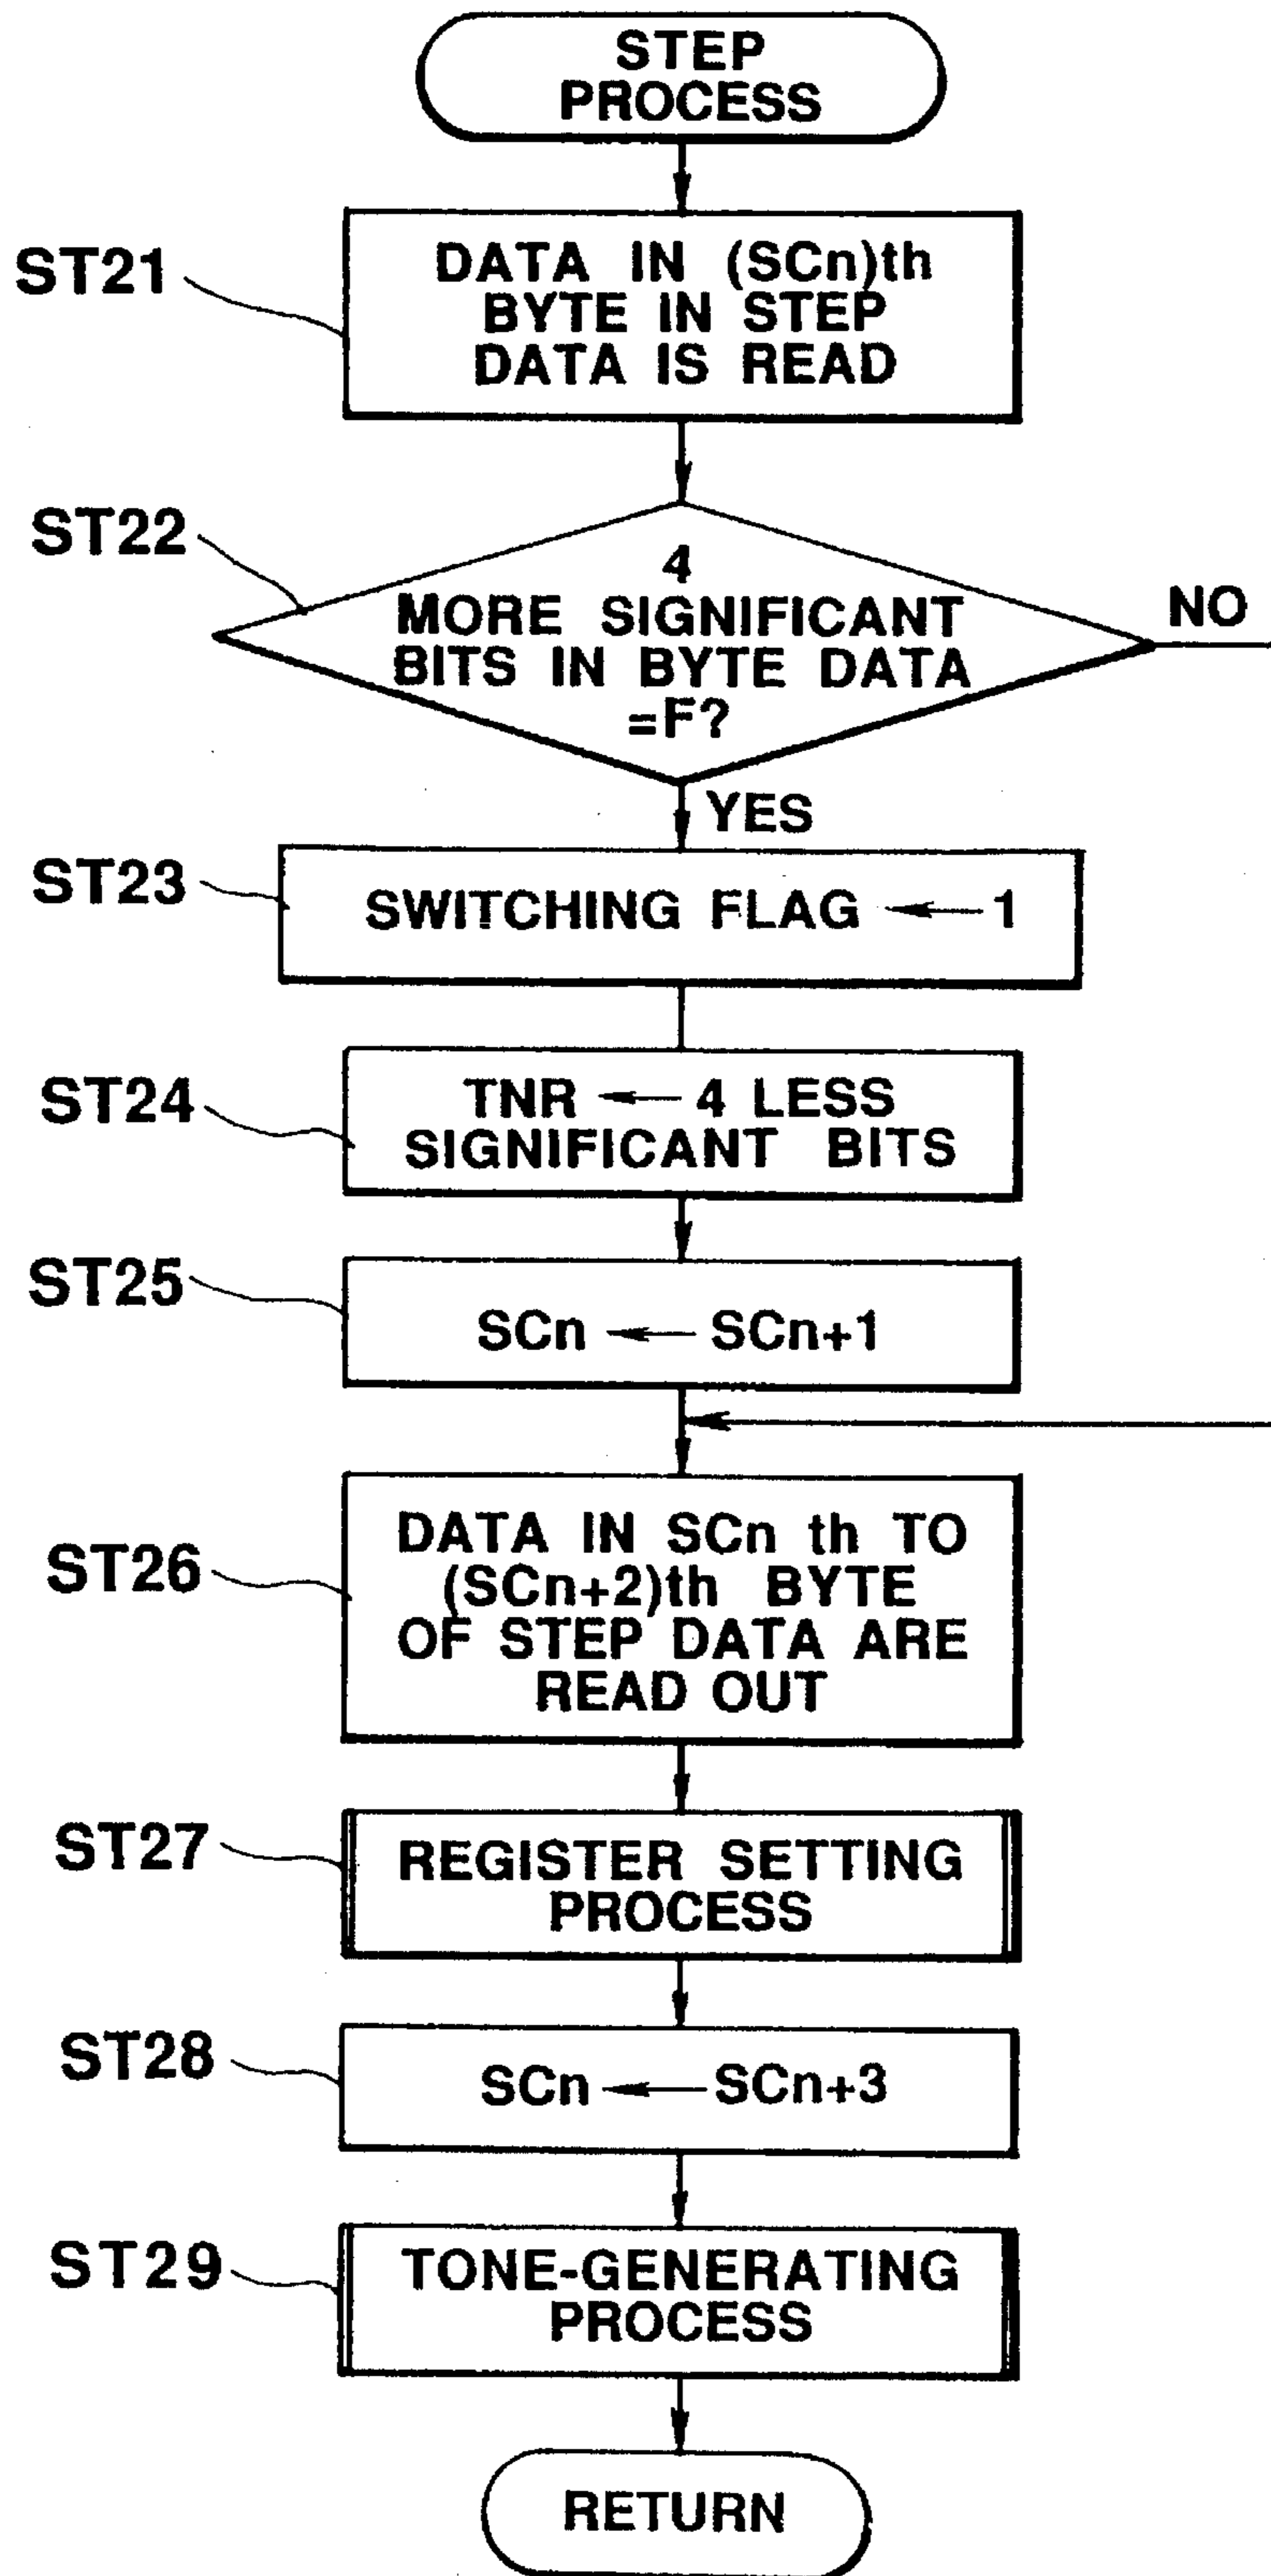 STEP
PROCESS
ST21
DATA IN (SCn)th
BYTE IN STEP
DATA IS READ
ST22
4
MORE SIGNIFICANT
BITS IN BYTE DATA
=F?
NO
YES
ST23
SWITCHING FLAG ← 1
ST24
TNR ← 4 LESS
SIGNIFICANT BITS
ST25
SCn ← SCn+1
ST26
DATA IN SCn th TO
(SCn+2)th BYTE
OF STEP DATA ARE
READ OUT
ST27
REGISTER SETTING
PROCESS
ST28
SCn ← SCn+3
ST29
TONE-GENERATING
PROCESS
RETURN